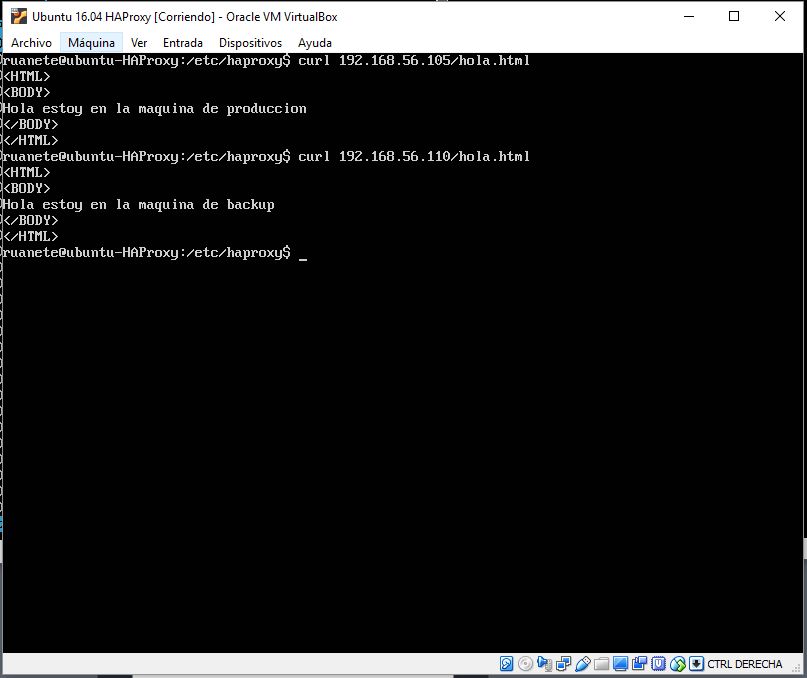 Ubuntu 16.04 HAProxy [Corriendo] - Oracle VM VirtualBox
Archivo Máquina Ver Entrada Dispositivos Ayuda
ruanete@ubuntu-HAProxy:/etc/haproxy$ curl 192.168.56.105/hola.html
<HTML>
<BODY>
Hola estoy en la maquina de produccion
</BODY>
</HTML>
ruanete@ubuntu-HAProxy:/etc/haproxy$ curl 192.168.56.110/hola.html
<HTML>
<BODY>
Hola estoy en la maquina de backup
</BODY>
</HTML>
ruanete@ubuntu-HAProxy:/etc/haproxy$ _
CTRL DERECHA